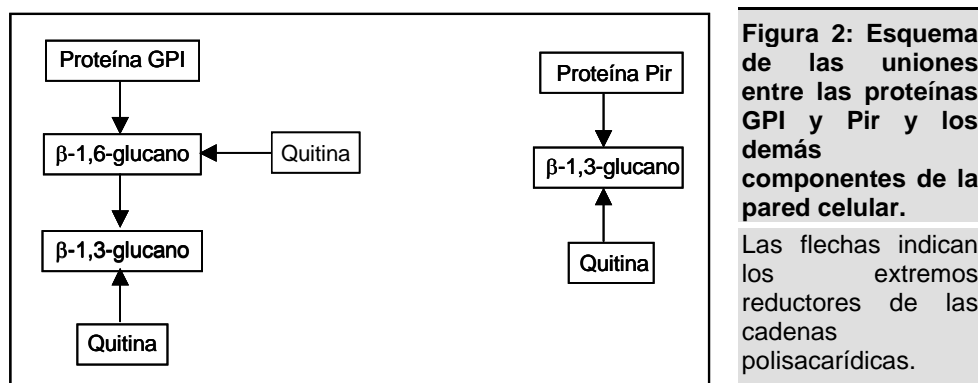 Proteína GPI
β-1,6-glucano
Quitina
β-1,3-glucano
Quitina
Proteína Pir
β-1,3-glucano
Quitina
Figura 2: Esquema
de las uniones
entre las proteínas
GPI y Pir y los
demás
componentes de la
pared celular.
Las flechas indican
los extremos
reductores de las
cadenas
polisacarídicas.